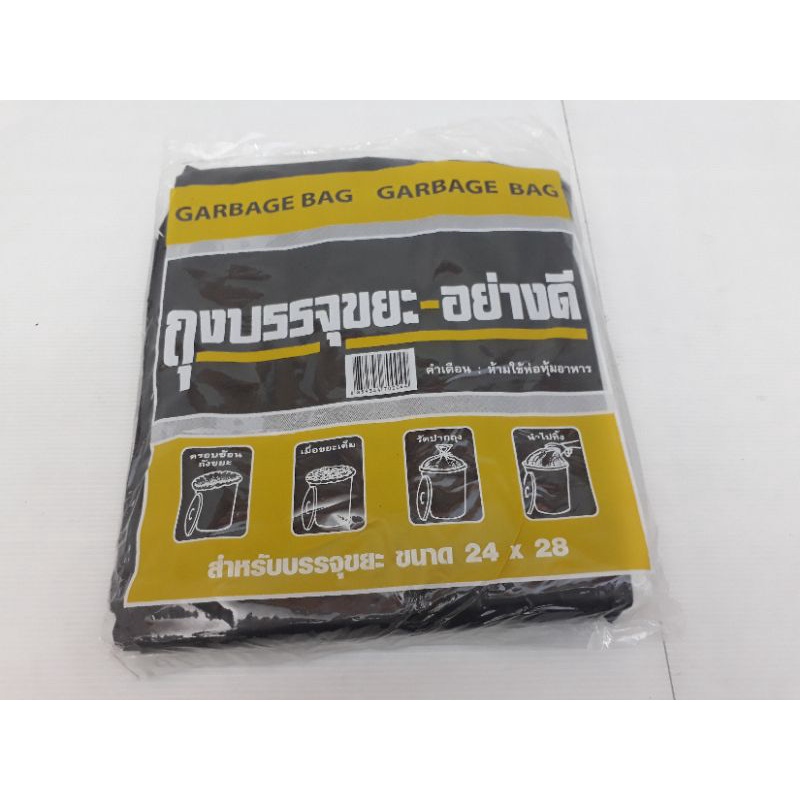 GARBAGE BAG GARBAGE BAG
ถุงบรรจุขยะ-อย่างดี
คำเตือน : ห้ามใช้ห่อหุ้มอาหาร
ครอบซ้อน
ถังขยะ
เมื่อขยะเต็ม
รัดปากถุง
นำไปทิ้ง
สำหรับบรรจุขยะ ขนาด 24 x 28